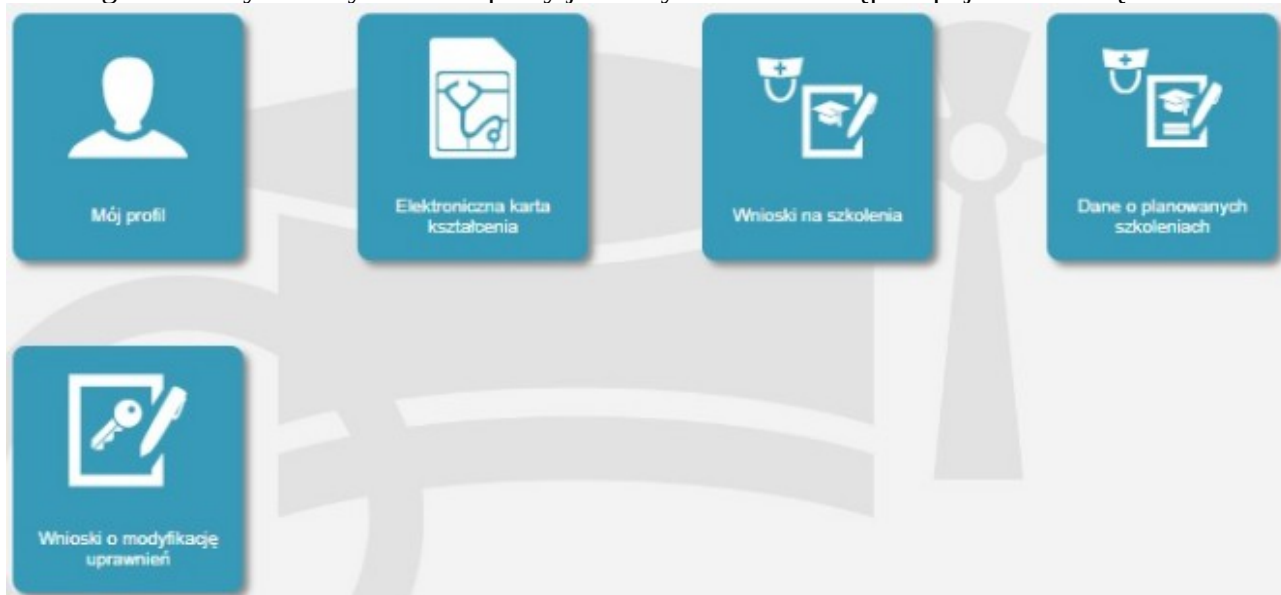 Mój profil
Elektroniczna karta
kształcenia
Wnioski na szkolenia
Dane o planowanych
szkoleniach
Wnioski o modyfikację
uprawnień